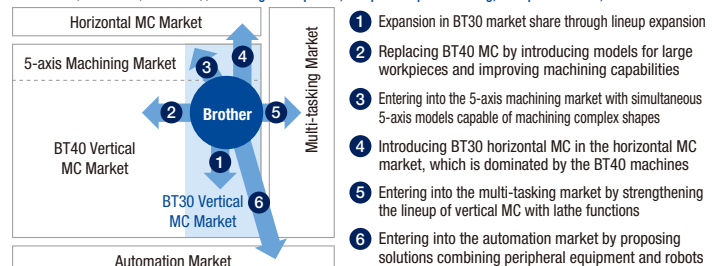 Horizontal MC Market
5-axis Machining Market
BT40 Vertical
MC Market
Brother
BT30 Vertical
MC Market
Multi-tasking Market
Automation Market
1
2
3
4
5
6
1 Expansion in BT30 market share through lineup expansion
2 Replacing BT40 MC by introducing models for large
workpieces and improving machining capabilities
3 Entering into the 5-axis machining market with simultaneous
5-axis models capable of machining complex shapes
4 Introducing BT30 horizontal MC in the horizontal MC
market, which is dominated by the BT40 machines
5 Entering into the multi-tasking market by strengthening
the lineup of vertical MC with lathe functions
6 Entering into the automation market by proposing
solutions combining peripheral equipment and robots